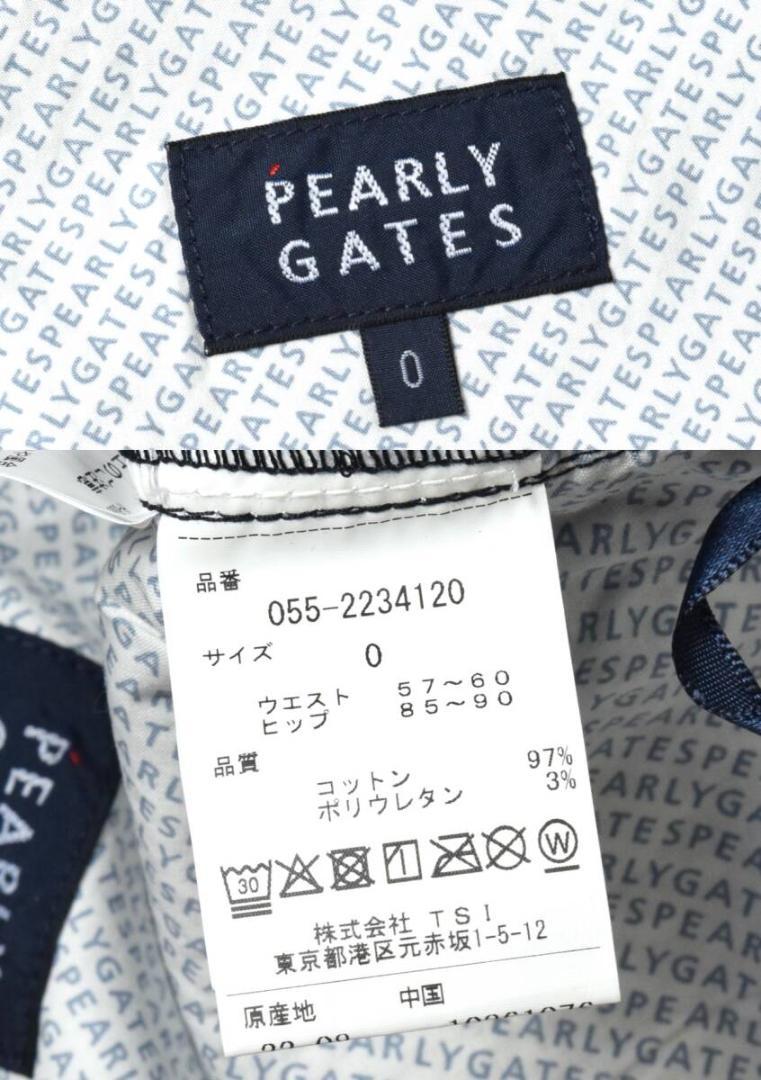 PEARLY
GATES
0
品番
055-2234120
サイズ 0
ウエスト 57～60
ヒップ 85～90
品質
コットン 97%
ポリウレタン 3%
30
W
株式会社 TSI
東京都港区元赤坂1-5-12
原産地 中国
PEARLY